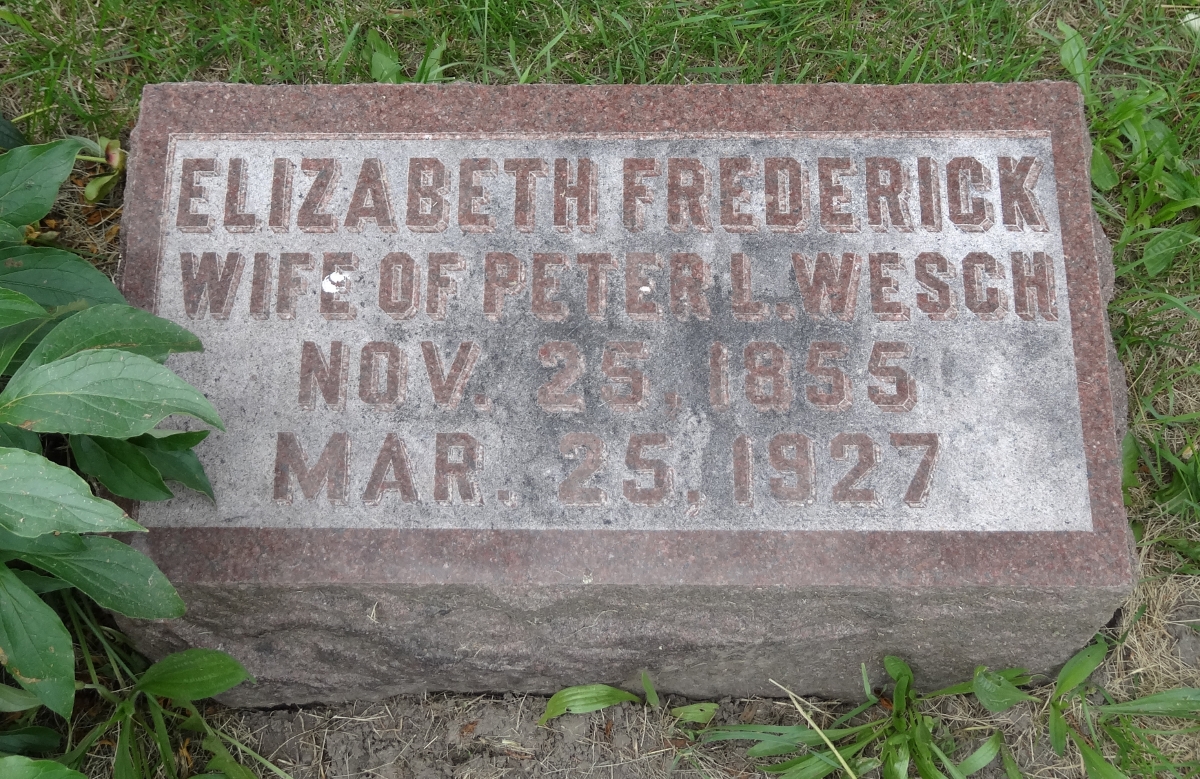 ELIZABETH FREDERICK
WIFE OF PETER L. WESCH
NOV. 25, 1855
MAR. 25, 1927